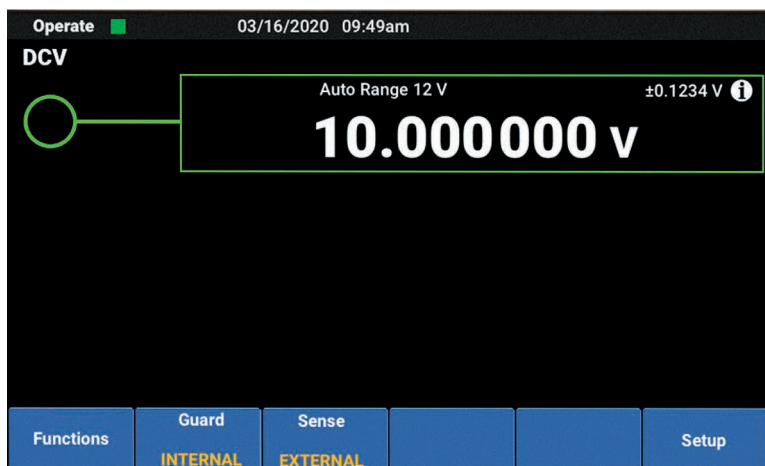 Operate 03/16/2020 09:49am
DCV
Auto Range 12 V ±0.1234 V i
10.000000 V
Functions Guard Sense Setup
INTERNAL EXTERNAL